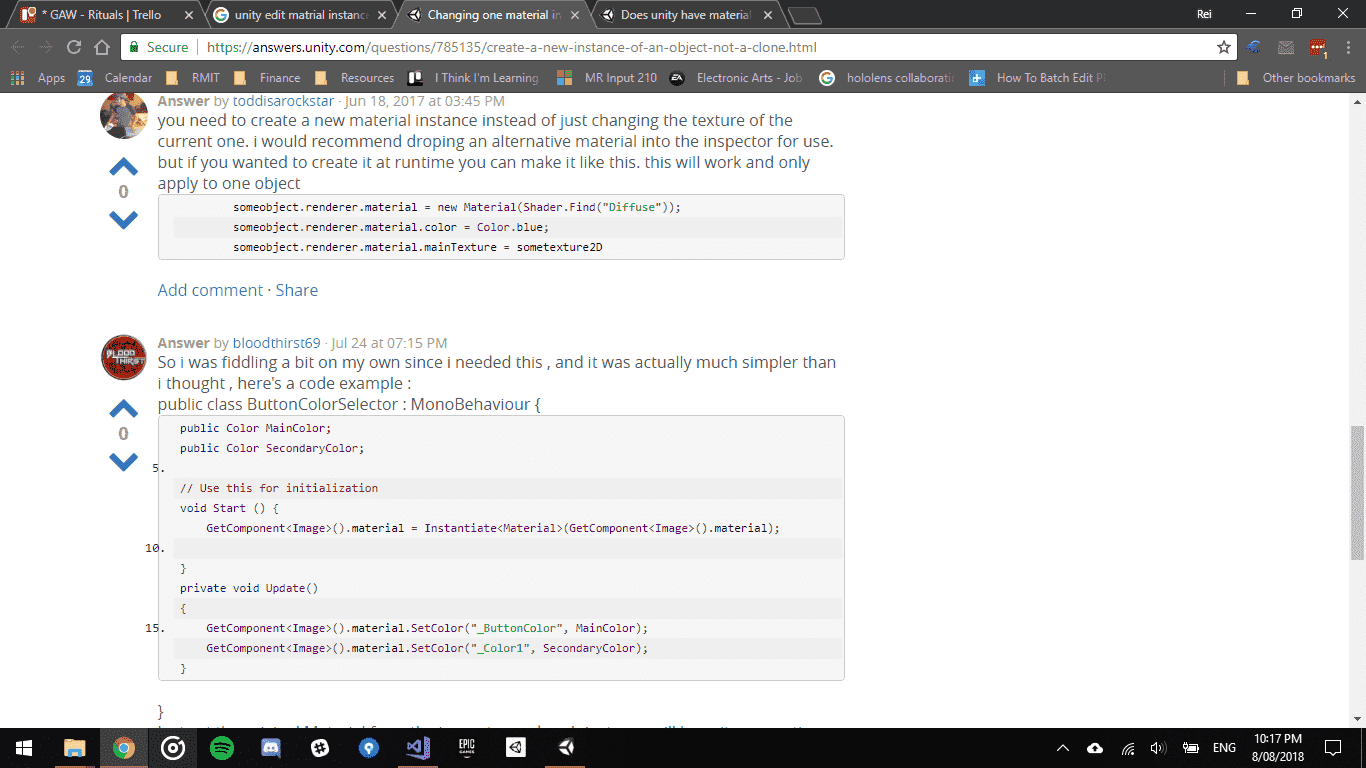 * GAW - Rituals | Trello
unity edit matrial instanc
Changing one material in
Does unity have material
Rei
Secure
https://answers.unity.com/questions/785135/create-a-new-instance-of-an-object-not-a-clone.html
Apps
28
Calendar
RMIT
Finance
Resources
I Think I'm Learning
MR Input 210
EA
Electronic Arts - Job
hololens collaborati
How To Batch Edit P
Other bookmarks
1
Answer by toddisarockstar · Jun 18, 2017 at 03:45 PM
you need to create a new material instance instead of just changing the texture of the
current one. i would recommend droping an alternative material into the inspector for use.
but if you wanted to create it at runtime you can make it like this. this will work and only
apply to one object
0
someobject.renderer.material = new Material(Shader.Find("Diffuse"));
someobject.renderer.material.color = Color.blue;
someobject.renderer.material.mainTexture = sometexture2D
Add comment · Share
BLOOD
THIRST
Answer by bloodthirst69 · Jul 24 at 07:15 PM
So i was fiddling a bit on my own since i needed this , and it was actually much simpler than
i thought , here's a code example :
public class ButtonColorSelector : MonoBehaviour {
0
public Color MainColor;
public Color SecondaryColor;
5.
// Use this for initialization
void Start () {
GetComponent<Image>().material = Instantiate<Material>(GetComponent<Image>().material);
10.
}
private void Update()
{
15. GetComponent<Image>().material.SetColor("_ButtonColor", MainColor);
GetComponent<Image>().material.SetColor("_Color1", SecondaryColor);
}
}
EPIC
GAMES
ENG
10:17 PM
8/08/2018